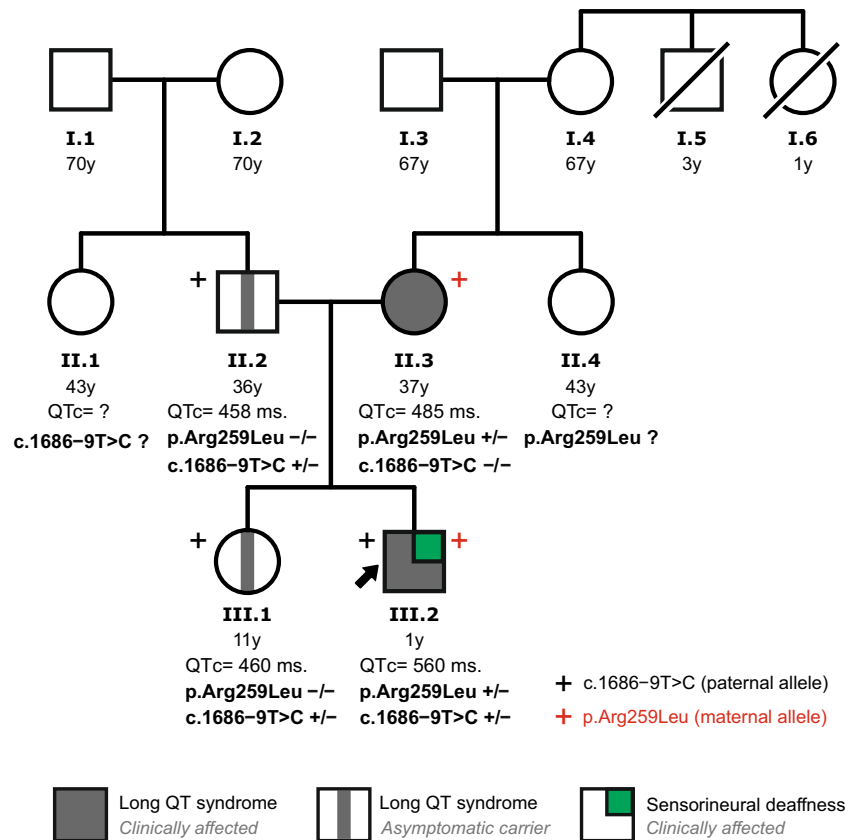 I.1
70y
I.2
70y
I.3
67y
I.4
67y
I.5
3y
I.6
1y
+
+
II.1
43y
QTc= ?
c.1686−9T>C ?
II.2
36y
QTc= 458 ms.
p.Arg259Leu −/−
c.1686−9T>C +/−
II.3
37y
QTc= 485 ms.
p.Arg259Leu +/−
c.1686−9T>C −/−
II.4
43y
QTc= ?
p.Arg259Leu ?
+
+
+
III.1
11y
QTc= 460 ms.
p.Arg259Leu −/−
c.1686−9T>C +/−
III.2
1y
QTc= 560 ms.
p.Arg259Leu +/−
c.1686−9T>C +/−
+ c.1686−9T>C (paternal allele)
+ p.Arg259Leu (maternal allele)
Long QT syndrome
Clinically affected
Long QT syndrome
Asymptomatic carrier
Sensorineural deaffness
Clinically affected